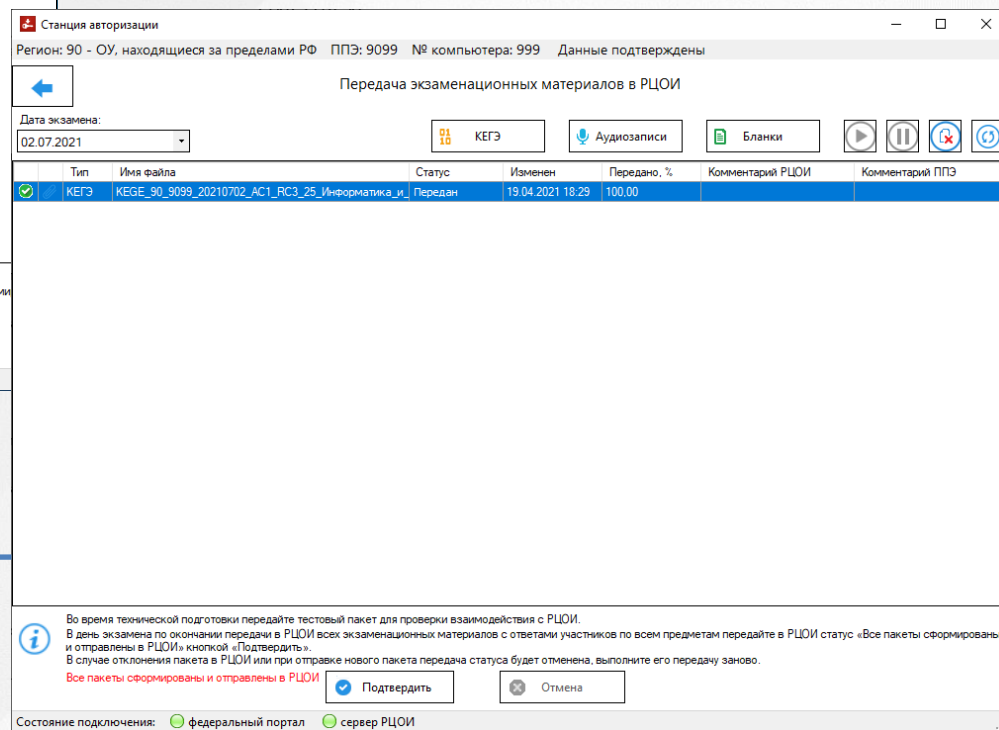 Станция авторизации
Регион: 90 - ОУ, находящиеся за пределами РФ ППЭ: 9099 № компьютера: 999 Данные подтверждены
Передача экзаменационных материалов в РЦОИ
Дата экзамена:
02.07.2021
КЕГЭ Аудиозаписи Бланки
Тип Имя файла Статус Изменен Передано, % Комментарий РЦОИ Комментарий ППЭ
КЕГЭ KEGE_90_9099_20210702_AC1_RC3_25_Информатика_и_ Передан 19.04.2021 18:29 100,00
Во время технической подготовки передайте тестовый пакет для проверки взаимодействия с РЦОИ.
В день экзамена по окончании передачи в РЦОИ всех экзаменационных материалов с ответами участников по всем предметам передайте в РЦОИ статус «Все пакеты сформированы
и отправлены в РЦОИ» кнопкой «Подтвердить».
В случае отклонения пакета в РЦОИ или при отправке нового пакета передача статуса будет отменена, выполните его передачу заново.
Все пакеты сформированы и отправлены в РЦОИ Подтвердить Отмена
Состояние подключения: федеральный портал сервер РЦОИ